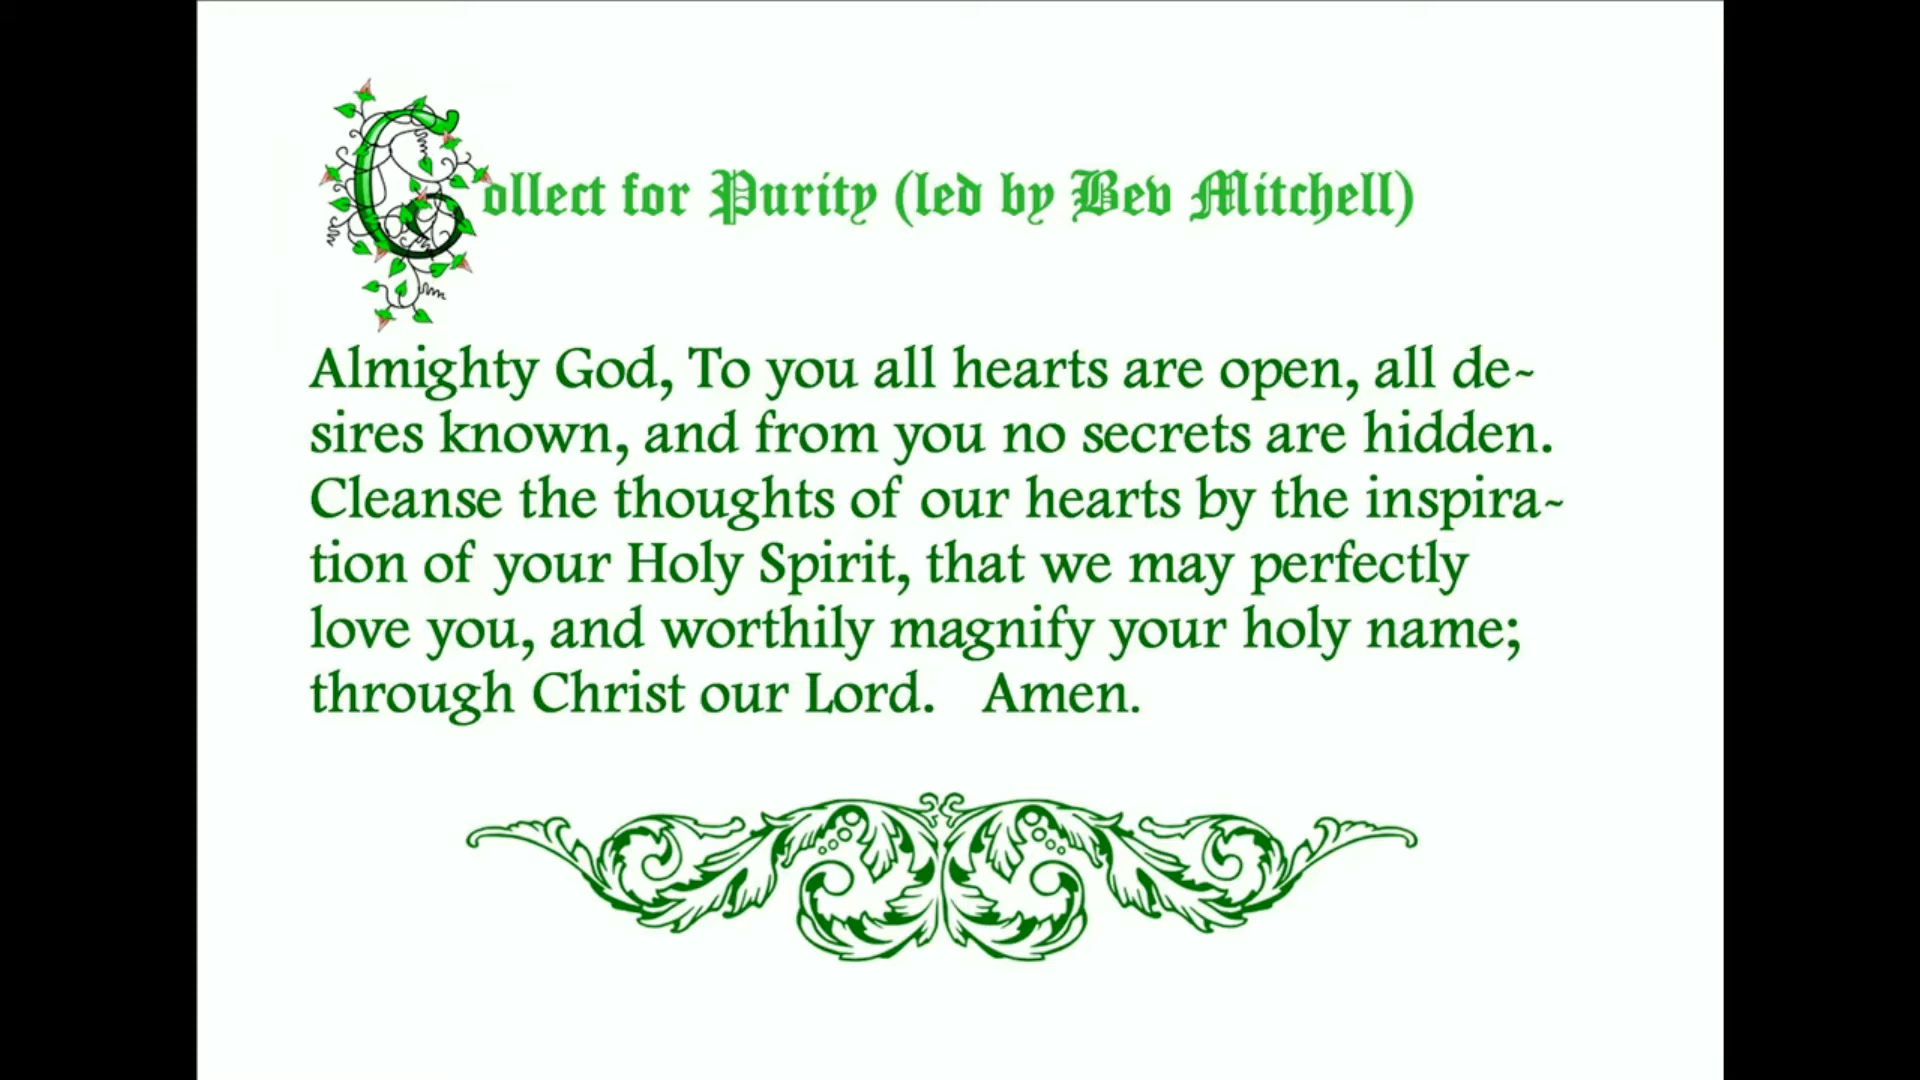 Collect for Purity (led by Bev Mitchell)
Almighty God, To you all hearts are open, all de-
sires known, and from you no secrets are hidden.
Cleanse the thoughts of our hearts by the inspira-
tion of your Holy Spirit, that we may perfectly
love you, and worthily magnify your holy name;
through Christ our Lord.   Amen.